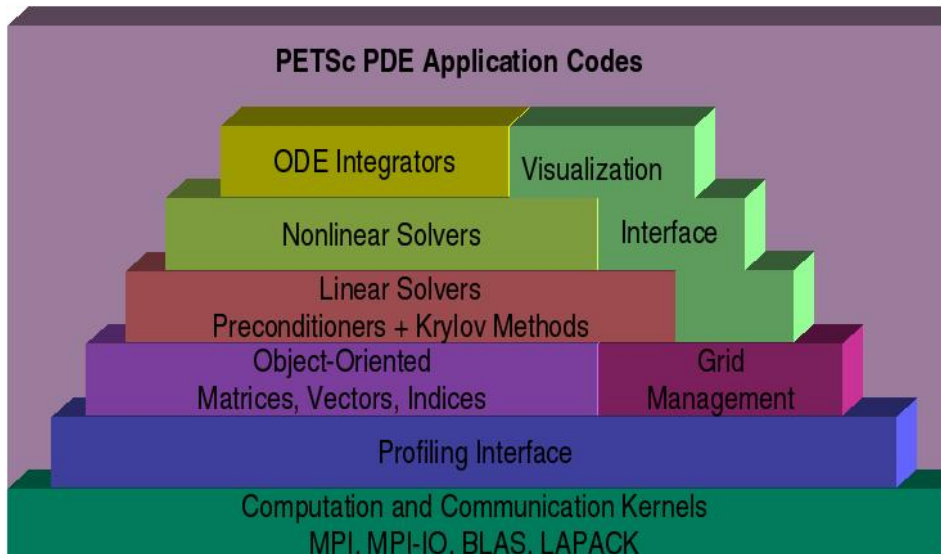 PETSc PDE Application Codes
ODE Integrators
Visualization
Nonlinear Solvers
Interface
Linear Solvers
Preconditioners + Krylov Methods
Object-Oriented
Matrices, Vectors, Indices
Grid
Management
Profiling Interface
Computation and Communication Kernels
MPI, MPI-IO, BLAS, LAPACK